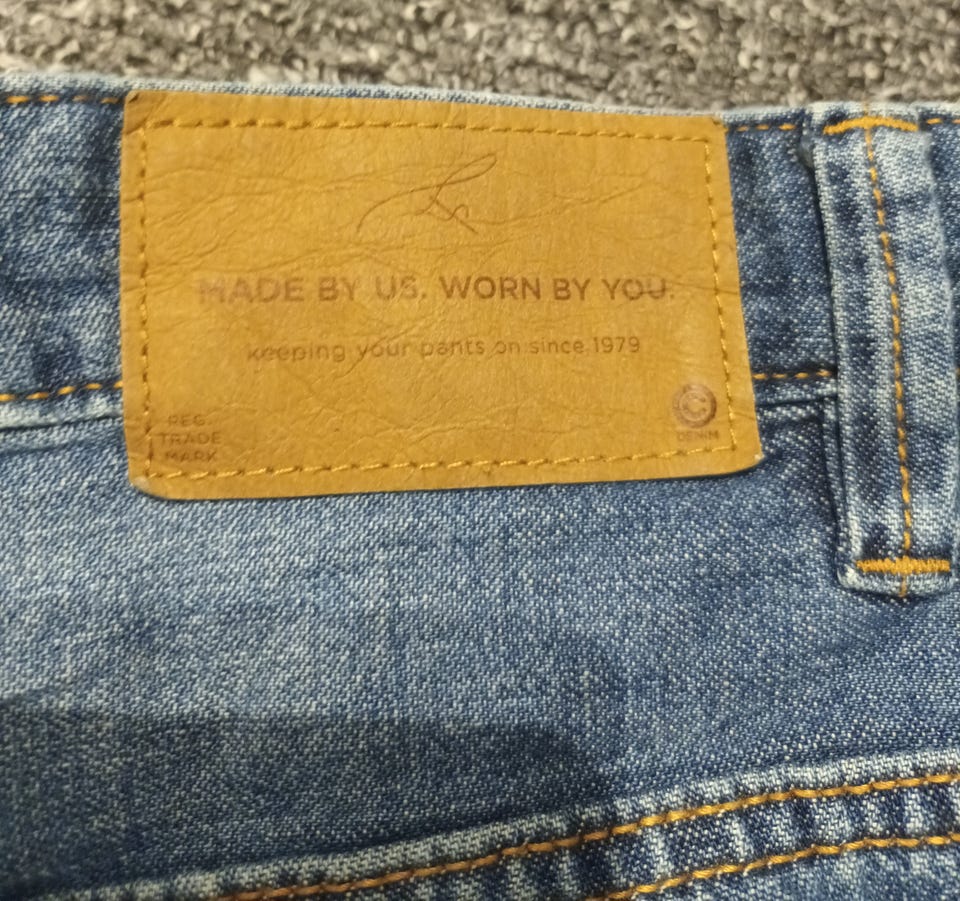 MADE BY US. WORN BY YOU.
keeping your pants on since 1979
REG.
TRADE
MARK
C
DENIM